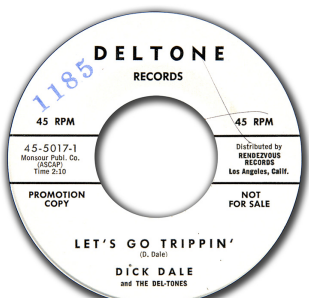 DELTONE
RECORDS
1185
45 RPM
45 RPM
45-5017-1
Monsour Publ. Co.
(ASCAP)
Time 2:10
Distributed by
RENDEZVOUS
RECORDS
Los Angeles, Calif.
PROMOTION
COPY
NOT
FOR SALE
LET'S GO TRIPPIN'
(D. Dale)
DICK DALE
and THE DEL-TONES